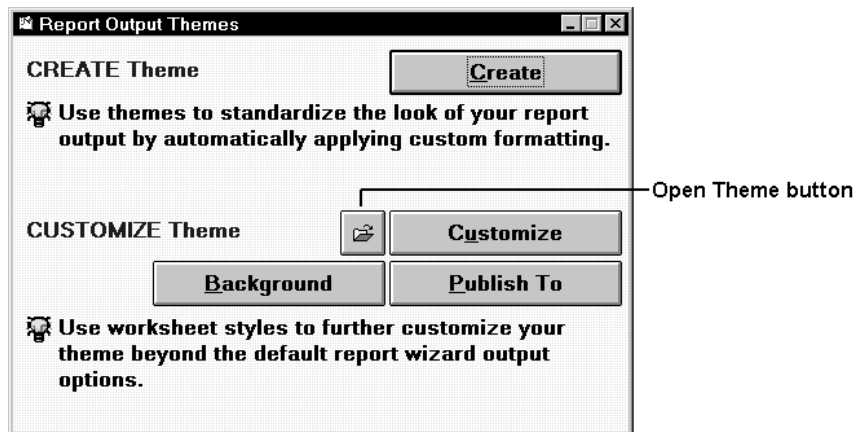 Report Output Themes
CREATE Theme
Create
Use themes to standardize the look of your report
output by automatically applying custom formatting.
Open Theme button
CUSTOMIZE Theme
Customize
Background
Publish To
Use worksheet styles to further customize your
theme beyond the default report wizard output
options.